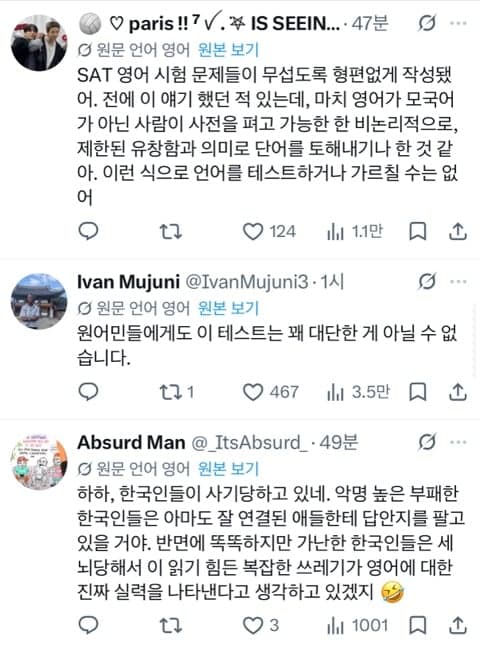 ♡ paris !! ⁷ ✓. ⛧ IS SEEIN... · 47분
원문 언어 영어 원본 보기
SAT 영어 시험 문제들이 무섭도록 형편없게 작성됐
어. 전에 이 얘기 했던 적 있는데, 마치 영어가 모국어
가 아닌 사람이 사전을 펴고 가능한 한 비논리적으로,
제한된 유창함과 의미로 단어를 토해내기나 한 것 같
아. 이런 식으로 언어를 테스트하거나 가르칠 수는 없
어
124 1.1만
Ivan Mujuni @IvanMujuni3 · 1시
원문 언어 영어 원본 보기
원어민들에게도 이 테스트는 꽤 대단한 게 아닐 수 없
습니다.
1 467 3.5만
Absurd Man @_ItsAbsurd_ · 49분
원문 언어 영어 원본 보기
하하, 한국인들이 사기당하고 있네. 악명 높은 부패한
한국인들은 아마도 잘 연결된 애들한테 답안지를 팔고
있을 거야. 반면에 똑똑하지만 가난한 한국인들은 세
뇌당해서 이 읽기 힘든 복잡한 쓰레기가 영어에 대한
진짜 실력을 나타낸다고 생각하고 있겠지 🤣
3 1001